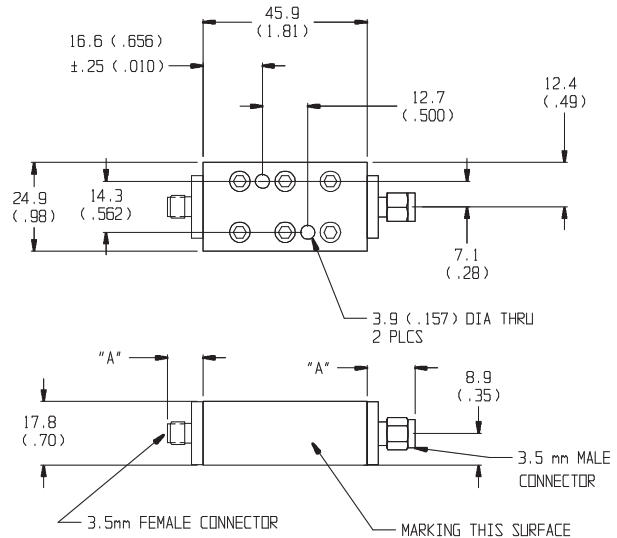 45.9
(1.81)
16.6 (.656)
±.25 (.010)
12.7
(.500)
12.4
(.49)
24.9
(.98)
14.3
(.562)
7.1
(.28)
3.9 (.157) DIA THRU
2 PLCS
"A"
"A"
8.9
(.35)
17.8
(.70)
3.5 mm MALE
CONNECTOR
3.5mm FEMALE CONNECTOR
MARKING THIS SURFACE